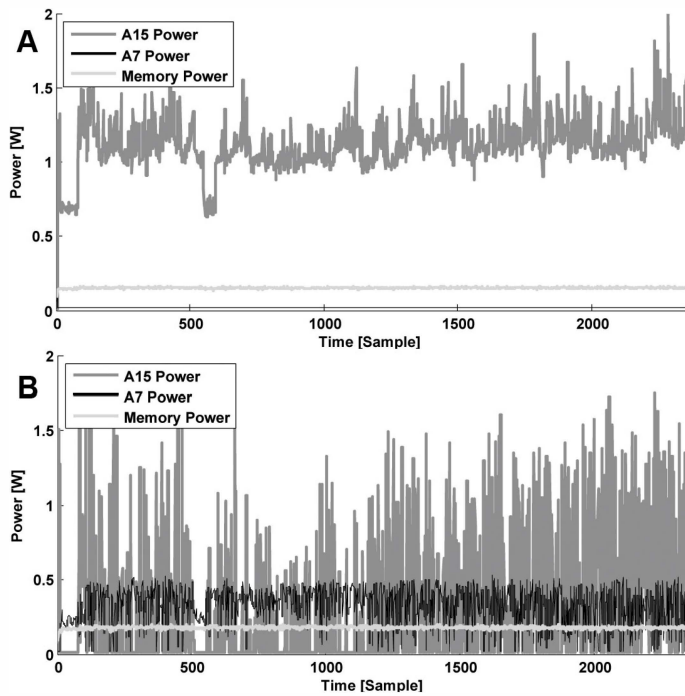 A
2
A15 Power
A7 Power
Memory Power
1.5
1
0.5
0
Power [W]
0
500
1000
1500
2000
Time [Sample]
B
2
A15 Power
A7 Power
Memory Power
1.5
1
0.5
0
Power [W]
0
500
1000
1500
2000
Time [Sample]